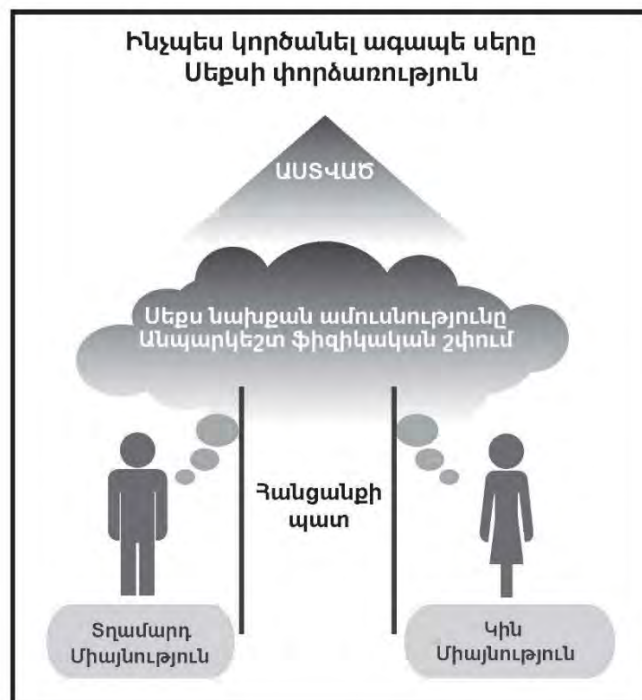 Ինչպես կործանել ագապե սերը
Սեքսի փորձառություն
ԱՍՏՎԱԾ
Սեքս նախքան ամուսնությունը
Անպարկեշտ ֆիզիկական շփում
Հանցանքի
պատ
Տղամարդ
Միայնություն
Կին
Միայնություն